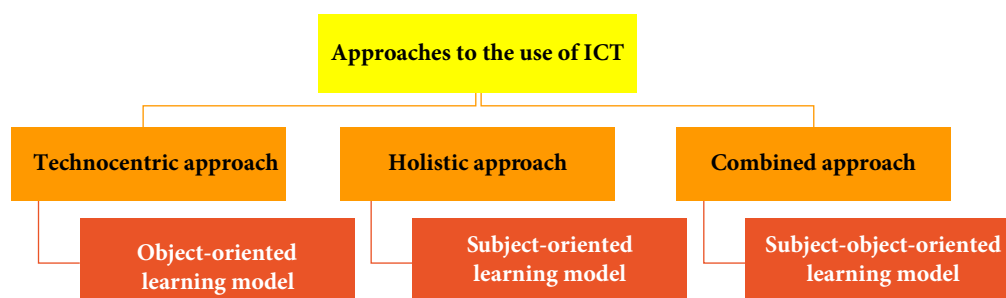 Approaches to the use of ICT
Technocentric approach
Holistic approach
Combined approach
Object-oriented
learning model
Subject-oriented
learning model
Subject-object-oriented
learning model